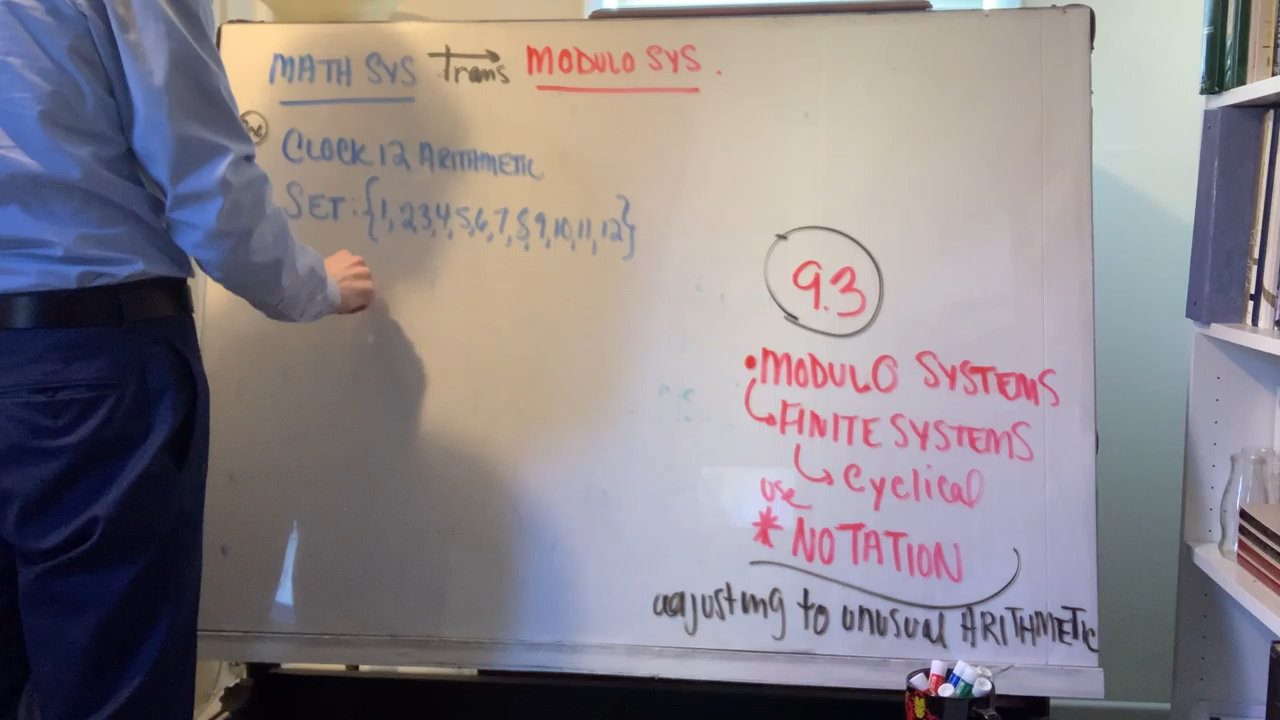 MATH SYS trans MODULO SYS.
CLOCK 12 ARITHMETIC
SET: {1, 2, 3, 4, 5, 6, 7, 8, 9, 10, 11, 12}
9.3
• MODULO SYSTEMS
FINITE SYSTEMS
Cyclical
use
* NOTATION
adjusting to unusual ARITHMETIC